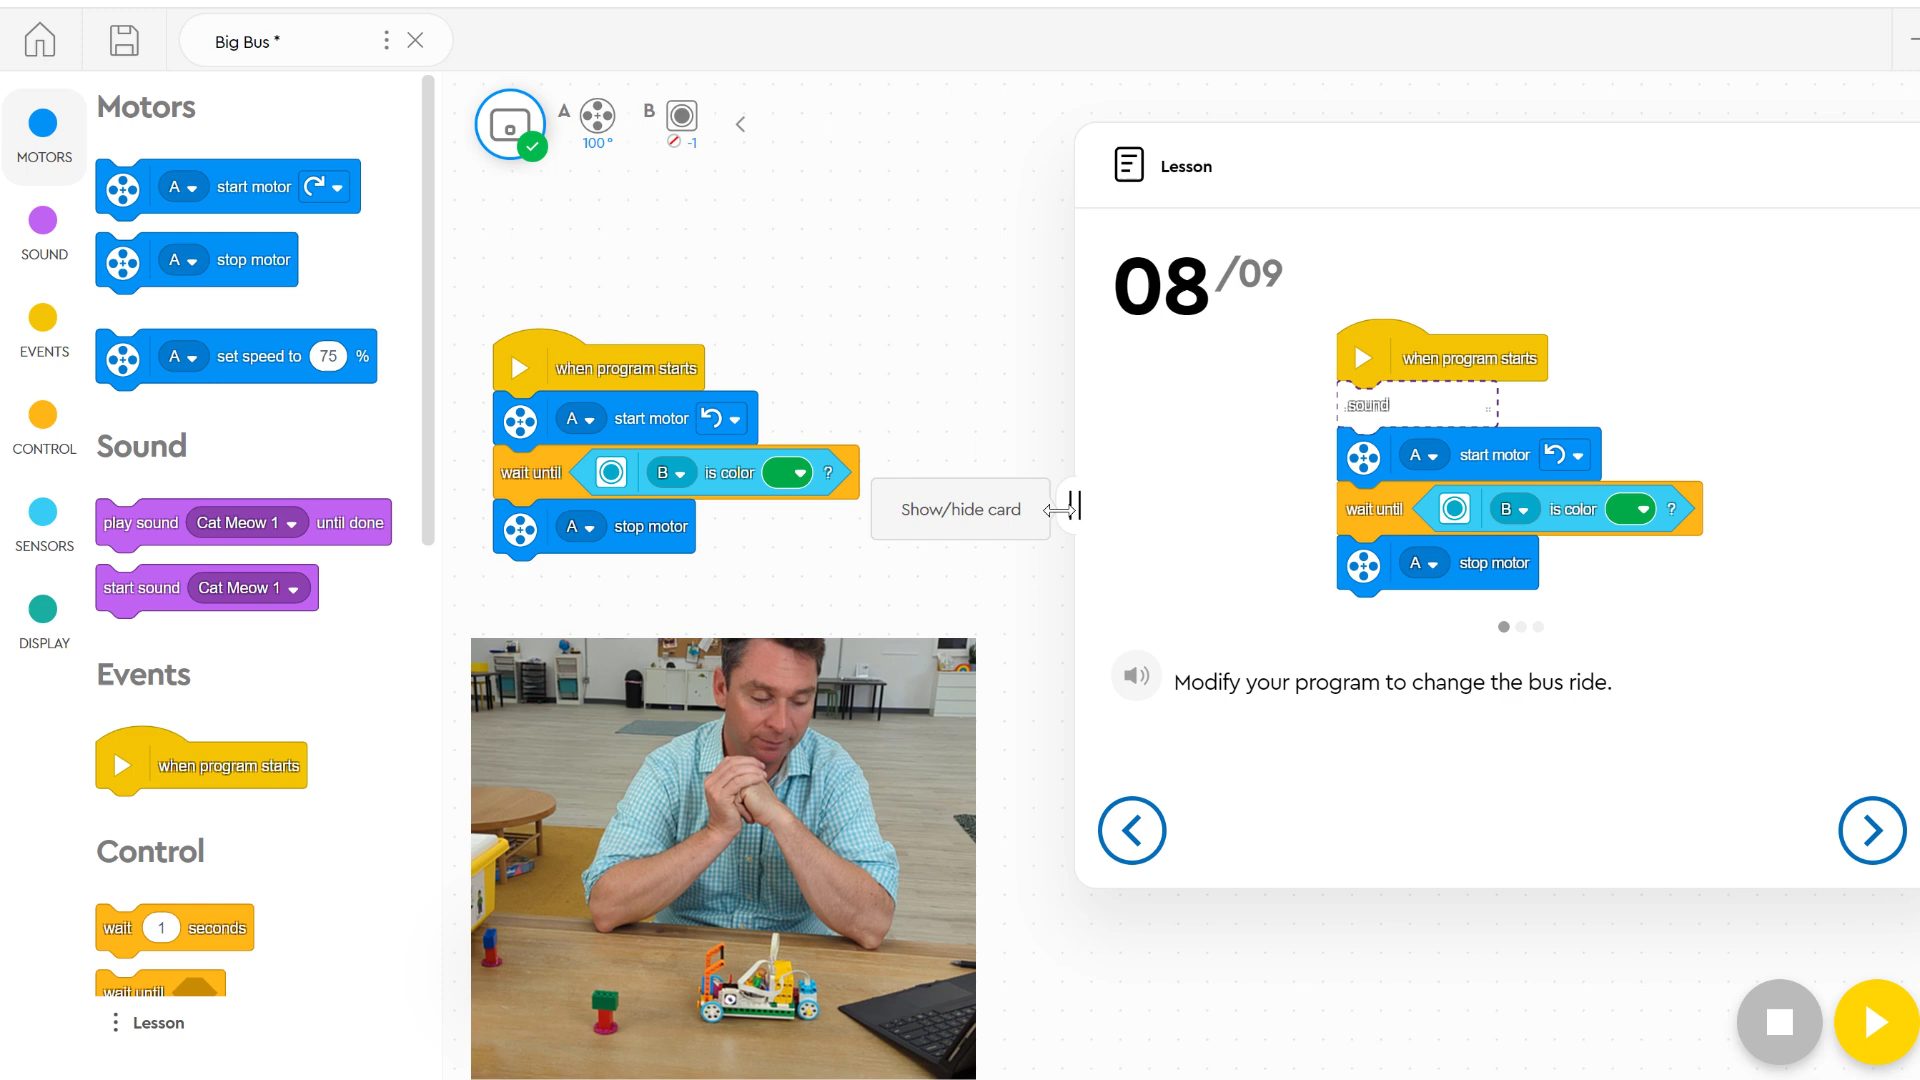 Big Bus *
MOTORS
SOUND
EVENTS
CONTROL
SENSORS
DISPLAY
Motors
A start motor
A stop motor
A set speed to 75 %
Sound
play sound Cat Meow 1 until done
start sound Cat Meow 1
Events
when program starts
Control
wait 1 seconds
wait until
Lesson
A
100°
B
-1
when program starts
A start motor
wait until B is color ?
A stop motor
Show/hide card
Lesson
08/09
when program starts
sound
A start motor
wait until B is color ?
A stop motor
Modify your program to change the bus ride.